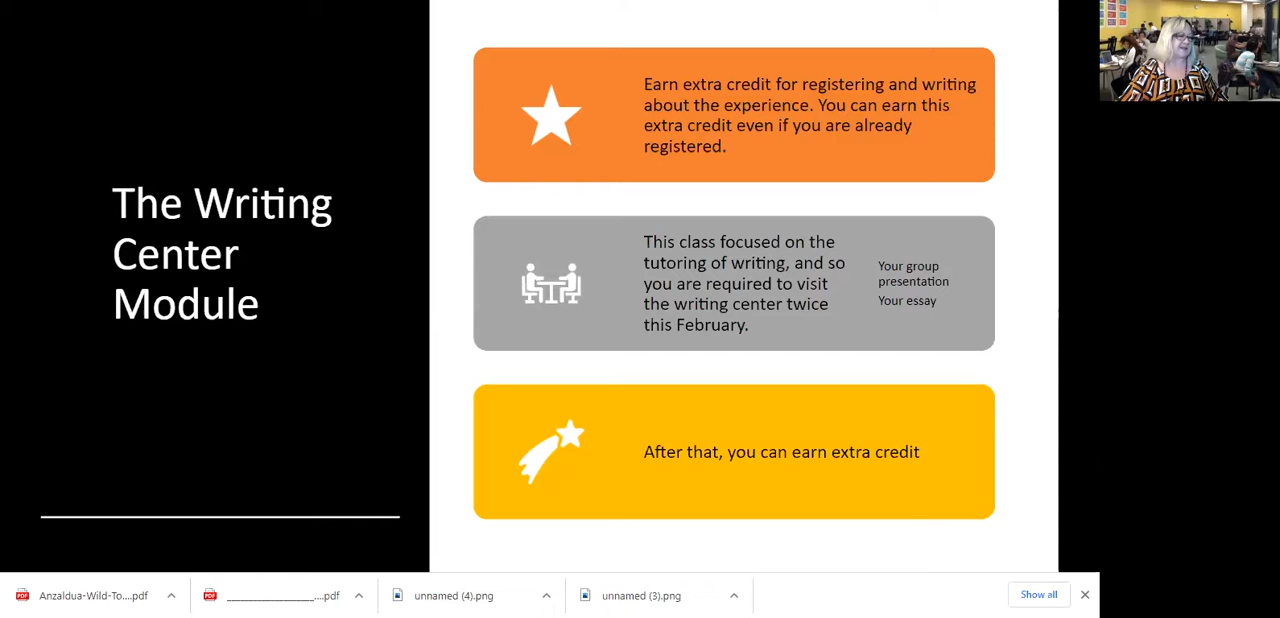 The Writing
Center
Module
Earn extra credit for registering and writing
about the experience. You can earn this
extra credit even if you are already
registered.
This class focused on the
tutoring of writing, and so
you are required to visit
the writing center twice
this February.
Your group
presentation
Your essay
After that, you can earn extra credit
Anzaldua-Wild-To....pdf
___________________....pdf
unnamed (4).png
unnamed (3).png
Show all